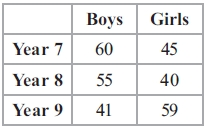 Boys Girls
Year 7 60 45
Year 8 55 40
Year 9 41 59